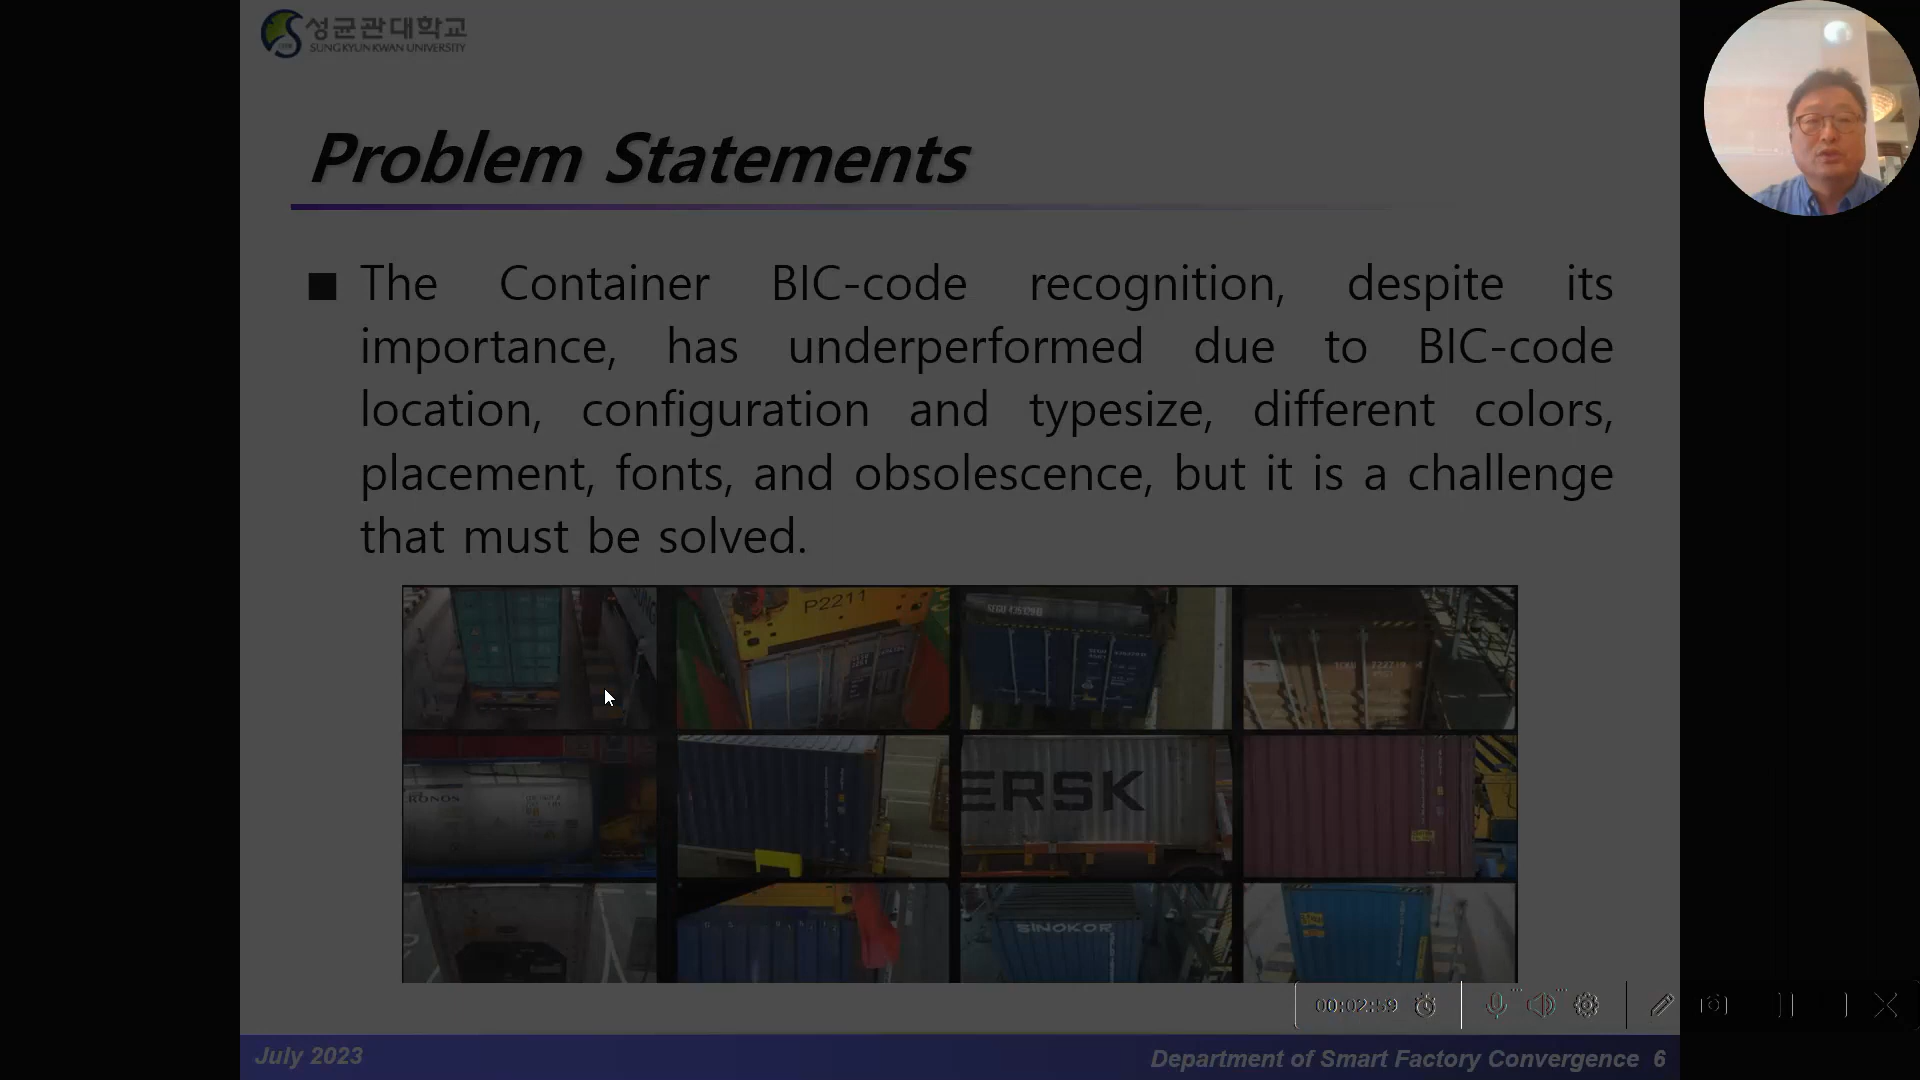 성균관대학교
SUNGKYUNKWAN UNIVERSITY
Problem Statements
■ The Container BIC-code recognition, despite its
importance, has underperformed due to BIC-code
location, configuration and typesize, different colors,
placement, fonts, and obsolescence, but it is a challenge
that must be solved.
P2211
ERSK
SINOKOR
00:02:59
July 2023
Department of Smart Factory Convergence 6